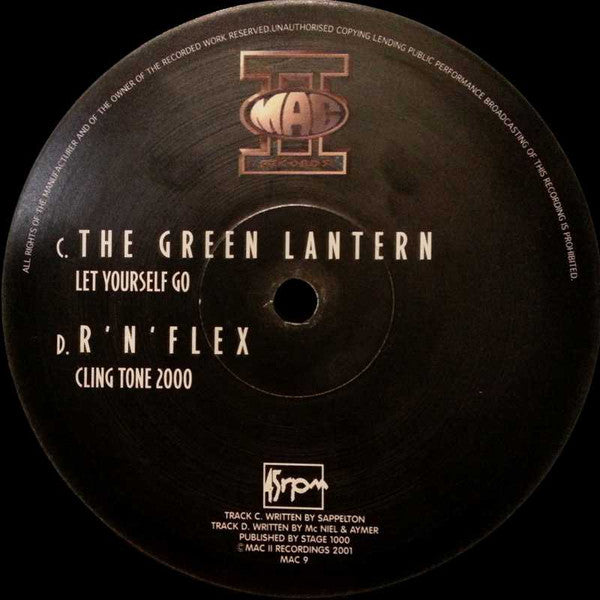 ALL RIGHTS OF THE MANUFACTURER AND OF THE OWNER OF THE RECORDED WORK RESERVED.UNAUTHORISED COPYING LENDING PUBLIC PERFORMANCE BROADCASTING OF THIS RECORDING IS PROHIBITED.
II
MAC
RECORDS
C. THE GREEN LANTERN
LET YOURSELF GO
D. R'N'FLEX
CLING TONE 2000
45rpm
TRACK C. WRITTEN BY SAPPELTON
TRACK D. WRITTEN BY Mc NIEL & AYMER
PUBLISHED BY STAGE 1000
© MAC II RECORDINGS 2001
MAC 9